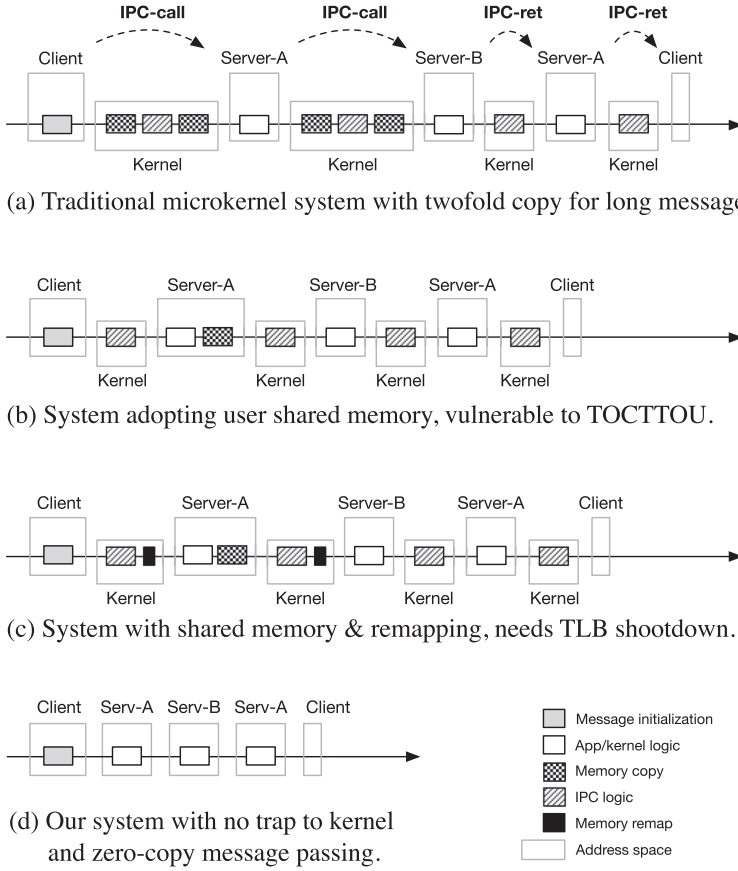 IPC-call IPC-call IPC-ret IPC-ret
Client Server-A Server-B Server-A Client
Kernel Kernel Kernel Kernel
(a) Traditional microkernel system with twofold copy for long message
Client Server-A Server-B Server-A Client
Kernel Kernel Kernel Kernel
(b) System adopting user shared memory, vulnerable to TOCTTOU.
Client Server-A Server-B Server-A Client
Kernel Kernel Kernel Kernel
(c) System with shared memory & remapping, needs TLB shootdown.
Client Serv-A Serv-B Serv-A Client
(d) Our system with no trap to kernel
and zero-copy message passing.
Message initialization
App/kernel logic
Memory copy
IPC logic
Memory remap
Address space